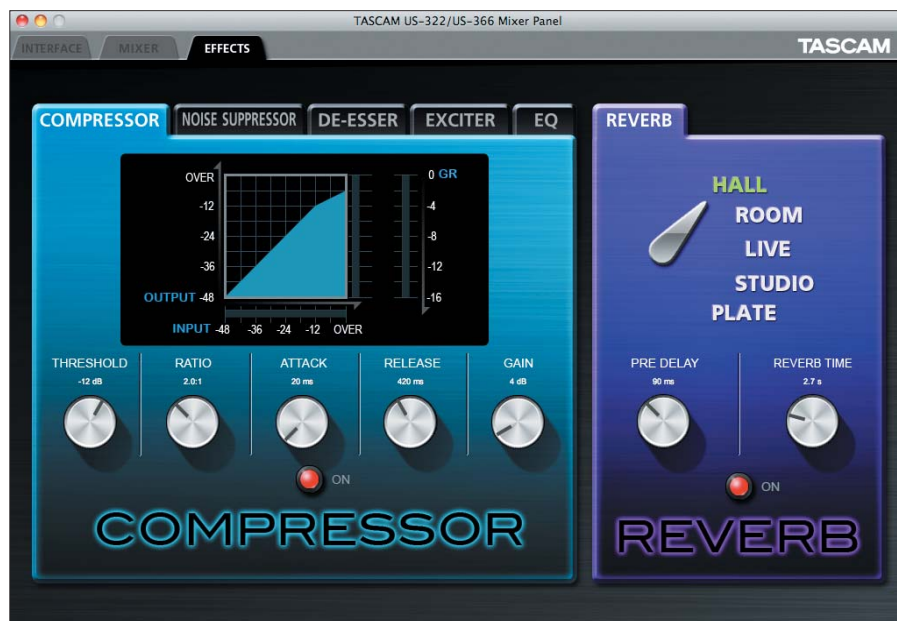 TASCAM US-322/US-366 Mixer Panel
INTERFACE MIXER EFFECTS TASCAM
COMPRESSOR NOISE SUPPRESSOR DE-ESSER EXCITER EQ
OVER
-12
-24
-36
OUTPUT -48
INPUT -48 -36 -24 -12 OVER
0 GR
-4
-8
-12
-16
THRESHOLD RATIO ATTACK RELEASE GAIN
-12 dB 2.0:1 20 ms 420 ms 4 dB
ON
COMPRESSOR
REVERB
HALL
ROOM
LIVE
STUDIO
PLATE
PRE DELAY REVERB TIME
90 ms 2.7 s
ON
REVERB